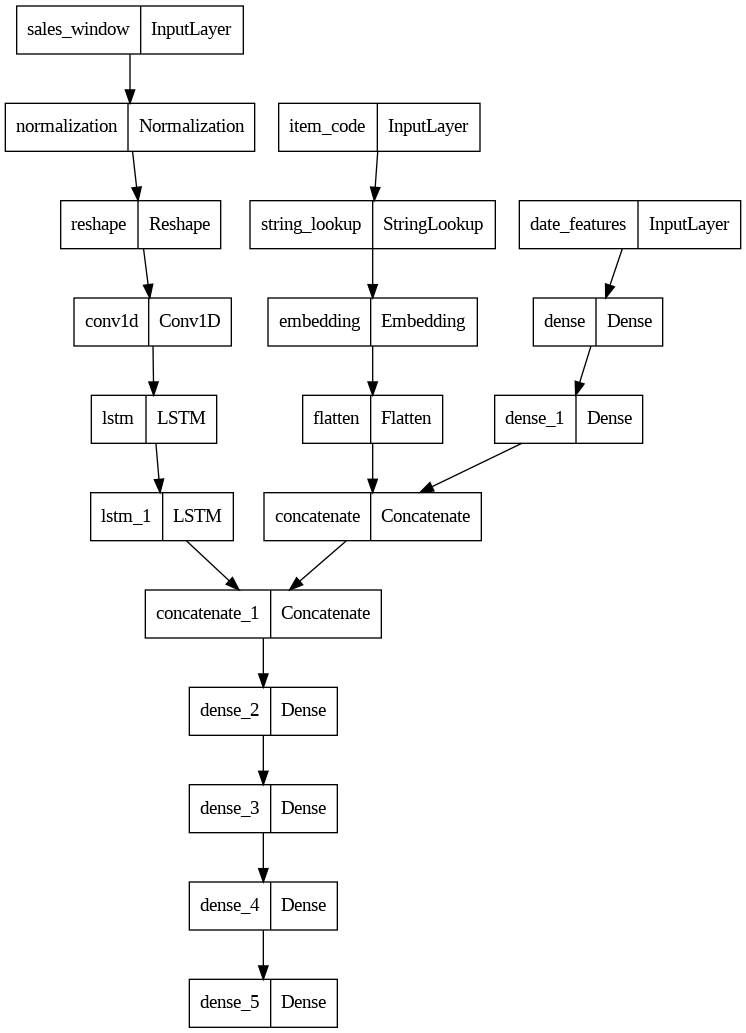 sales_window InputLayer
normalization Normalization
item_code InputLayer
reshape Reshape
string_lookup StringLookup
date_features InputLayer
conv1d Conv1D
embedding Embedding
dense Dense
lstm LSTM
flatten Flatten
dense_1 Dense
lstm_1 LSTM
concatenate Concatenate
concatenate_1 Concatenate
dense_2 Dense
dense_3 Dense
dense_4 Dense
dense_5 Dense